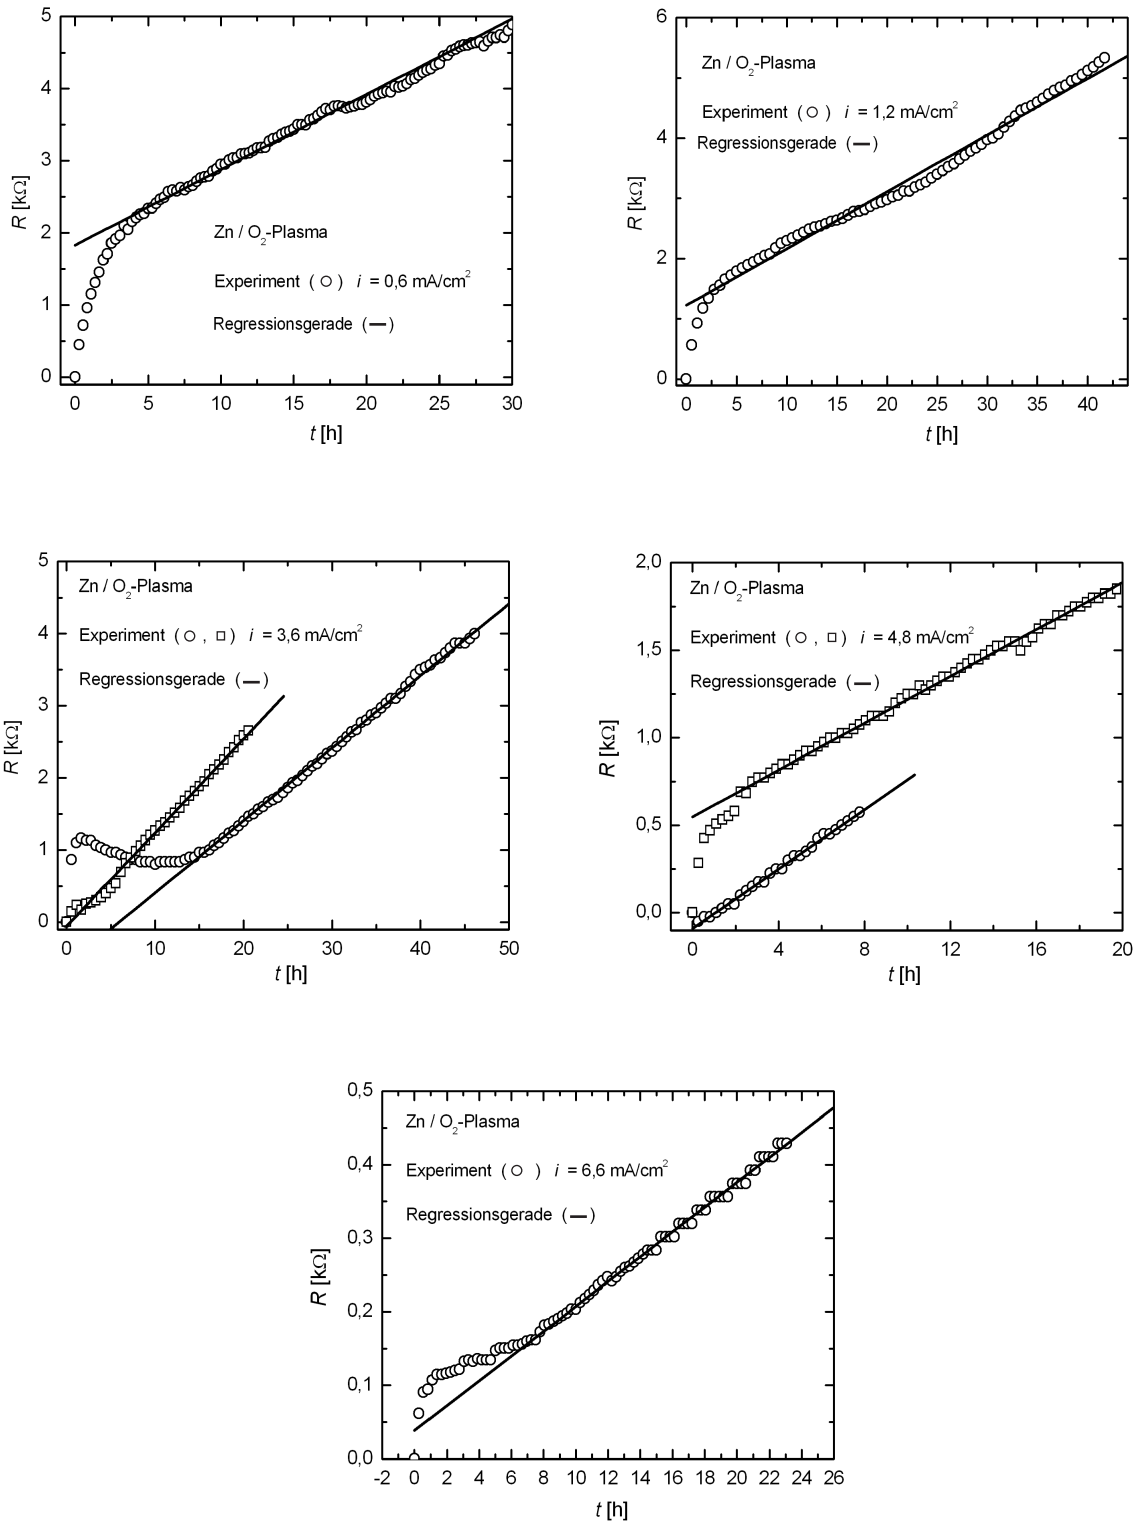 5
4
3
2
1
0
R [kΩ]
Zn / O2-Plasma
Experiment ( ○ ) i = 0,6 mA/cm2
Regressionsgerade ( — )
0 5 10 15 20 25 30
t [h]
6
4
2
0
R [kΩ]
Zn / O2-Plasma
Experiment ( ○ ) i = 1,2 mA/cm2
Regressionsgerade ( — )
0 5 10 15 20 25 30 35 40
t [h]
5
4
3
2
1
0
R [kΩ]
Zn / O2-Plasma
Experiment ( ○ , □ ) i = 3,6 mA/cm2
Regressionsgerade ( — )
0 10 20 30 40 50
t [h]
2,0
1,5
1,0
0,5
0,0
R [kΩ]
Zn / O2-Plasma
Experiment ( ○ , □ ) i = 4,8 mA/cm2
Regressionsgerade ( — )
0 4 8 12 16 20
t [h]
0,5
0,4
0,3
0,2
0,1
0,0
R [kΩ]
Zn / O2-Plasma
Experiment ( ○ ) i = 6,6 mA/cm2
Regressionsgerade ( — )
-2 0 2 4 6 8 10 12 14 16 18 20 22 24 26
t [h]